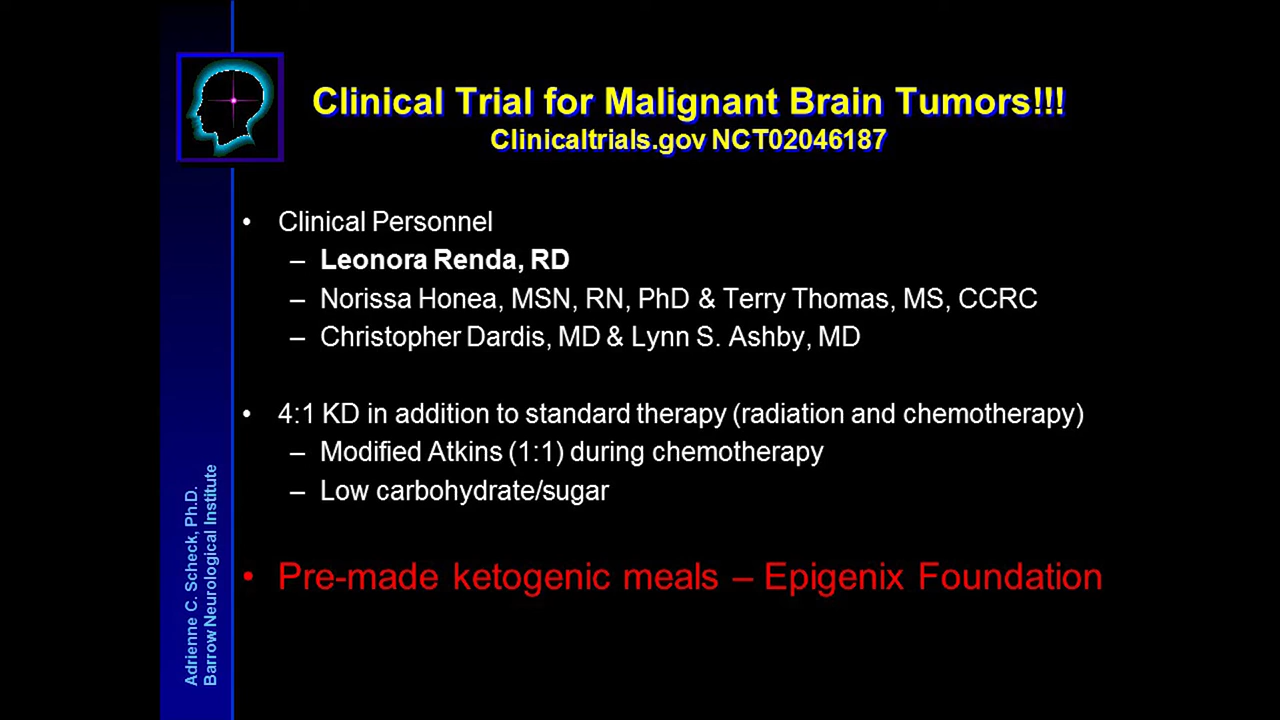 Clinical Trial for Malignant Brain Tumors!!!
Clinicaltrials.gov NCT02046187
• Clinical Personnel
– Leonora Renda, RD
– Norissa Honea, MSN, RN, PhD & Terry Thomas, MS, CCRC
– Christopher Dardis, MD & Lynn S. Ashby, MD
• 4:1 KD in addition to standard therapy (radiation and chemotherapy)
– Modified Atkins (1:1) during chemotherapy
– Low carbohydrate/sugar
• Pre-made ketogenic meals – Epigenix Foundation
Adrienne C. Scheck, Ph.D.
Barrow Neurological Institute